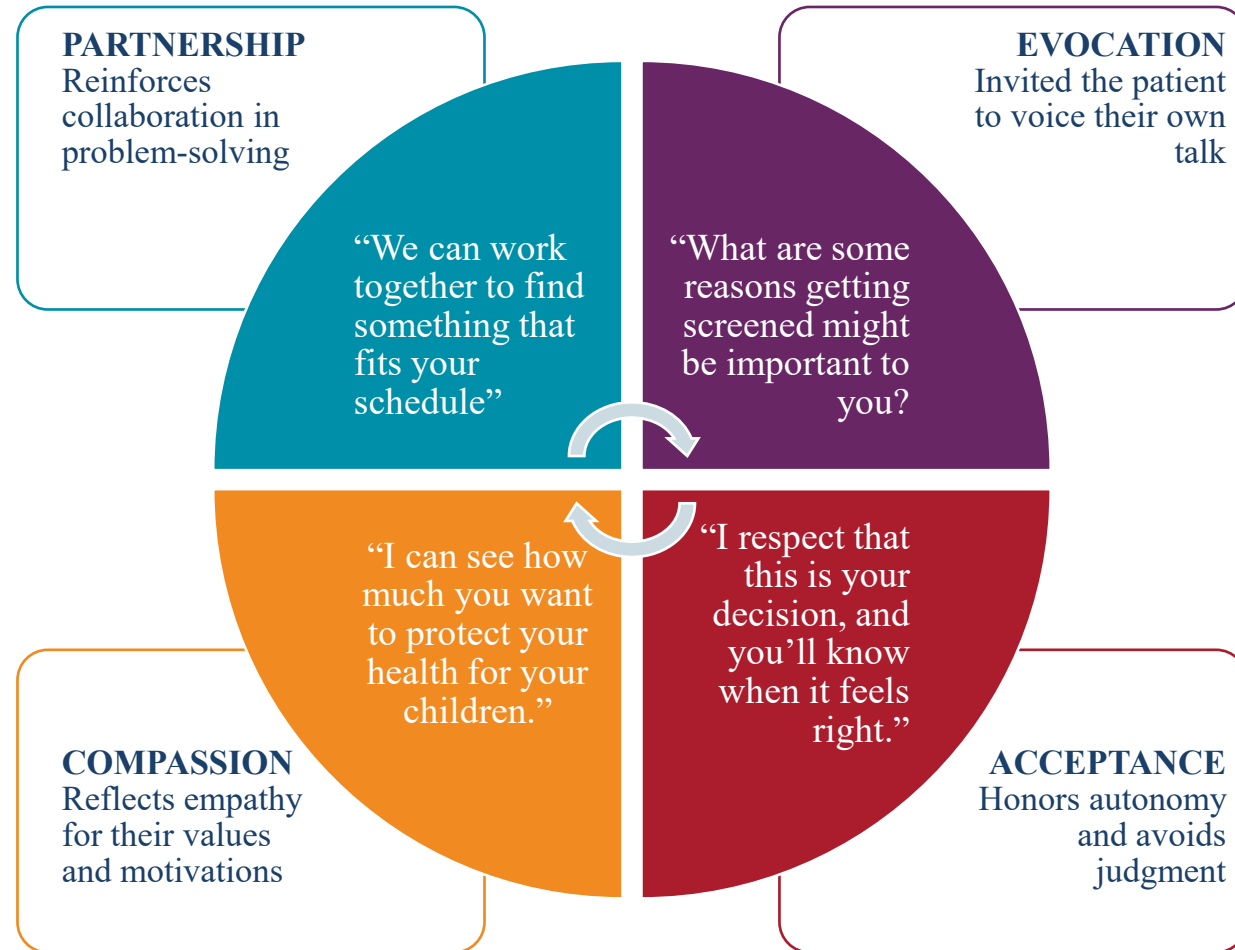 PARTNERSHIP
Reinforces
collaboration in
problem-solving
EVOCATION
Invited the patient
to voice their own
talk
“We can work
together to find
something that
fits your
schedule”
“What are some
reasons getting
screened might
be important to
you?
“I can see how
much you want
to protect your
health for your
children.”
“I respect that
this is your
decision, and
you’ll know
when it feels
right.”
COMPASSION
Reflects empathy
for their values
and motivations
ACCEPTANCE
Honors autonomy
and avoids
judgment